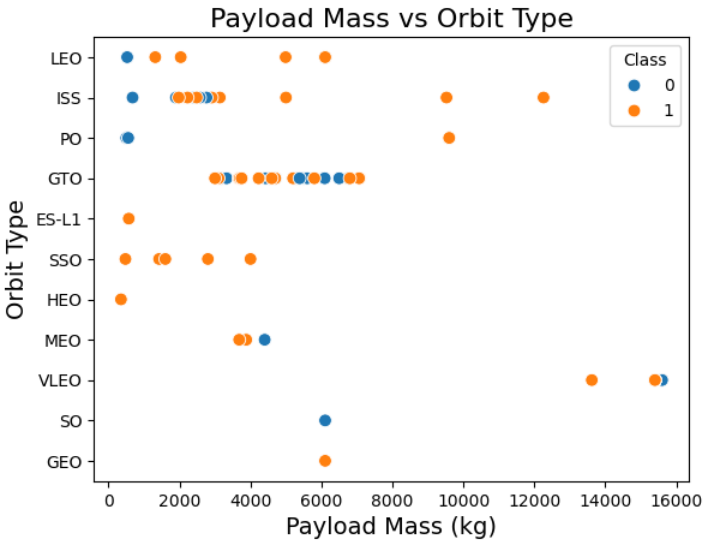 Payload Mass vs Orbit Type
Class
0
1
Orbit Type
LEO
ISS
PO
GTO
ES-L1
SSO
HEO
MEO
VLEO
SO
GEO
0 2000 4000 6000 8000 10000 12000 14000 16000
Payload Mass (kg)